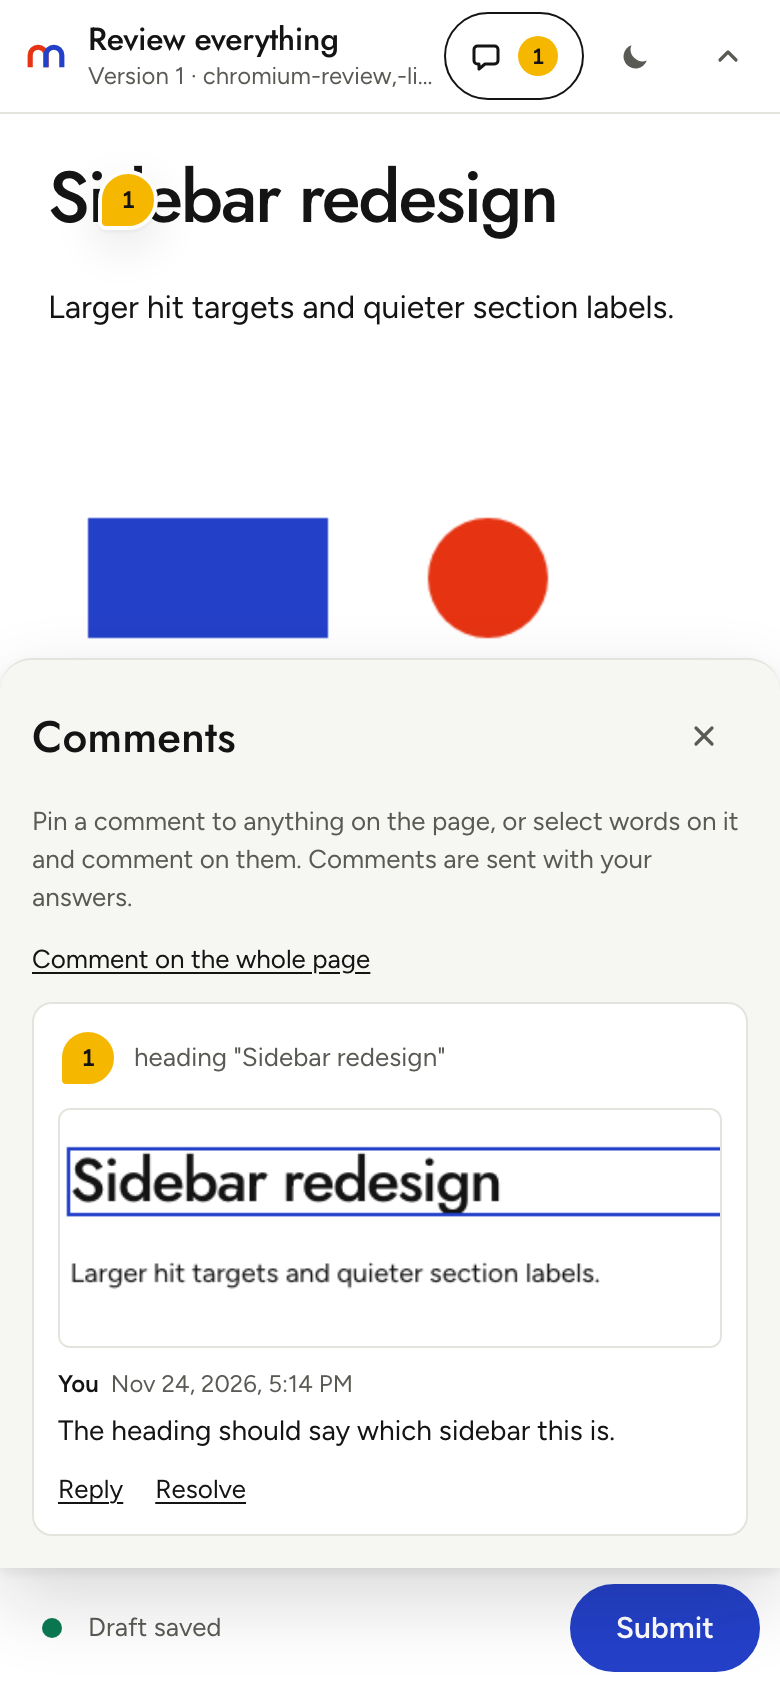 Review everything
Version 1 · chromium-review,-li...
1
Sidebar redesign
1
Larger hit targets and quieter section labels.
Comments
Pin a comment to anything on the page, or select words on it
and comment on them. Comments are sent with your
answers.
Comment on the whole page
1
heading "Sidebar redesign"
Sidebar redesign
Larger hit targets and quieter section labels.
You Nov 24, 2026, 5:14 PM
The heading should say which sidebar this is.
Reply Resolve
Draft saved
Submit